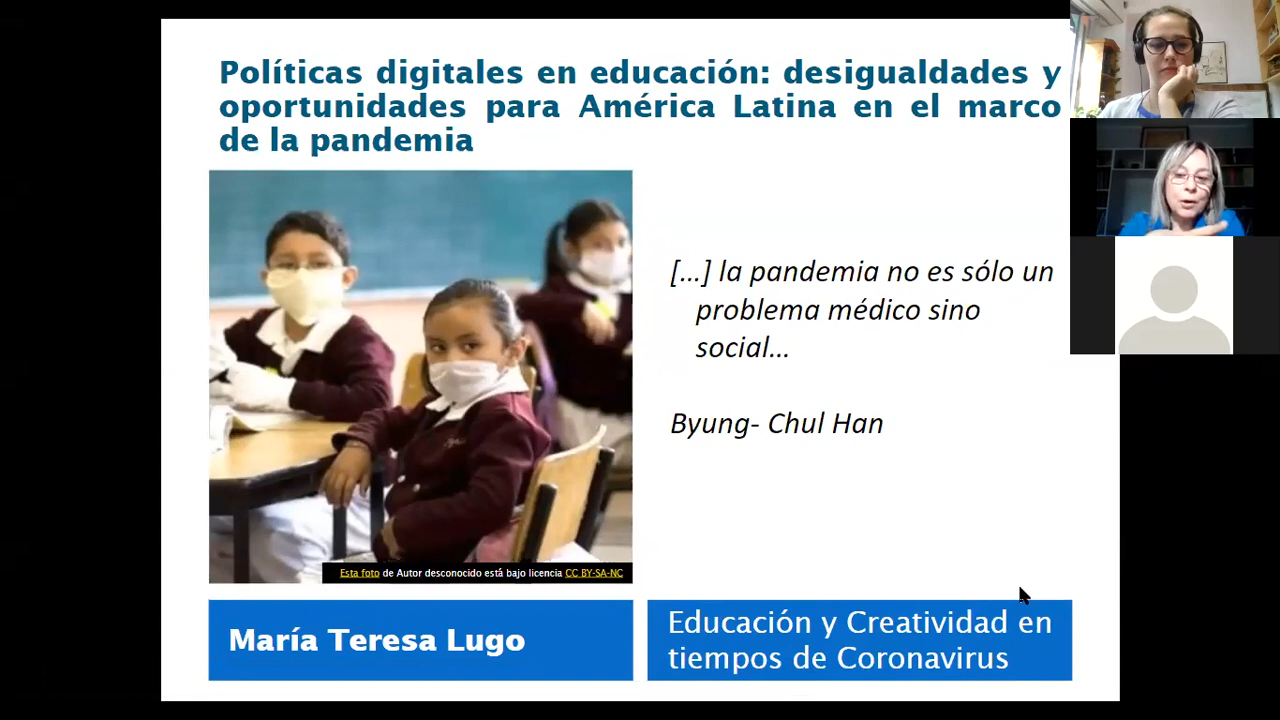 Políticas digitales en educación: desigualdades y
oportunidades para América Latina en el marco
de la pandemia
[...] la pandemia no es sólo un
problema médico sino
social...
Byung- Chul Han
Esta foto de Autor desconocido está bajo licencia CC BY-SA-NC
María Teresa Lugo
Educación y Creatividad en
tiempos de Coronavirus